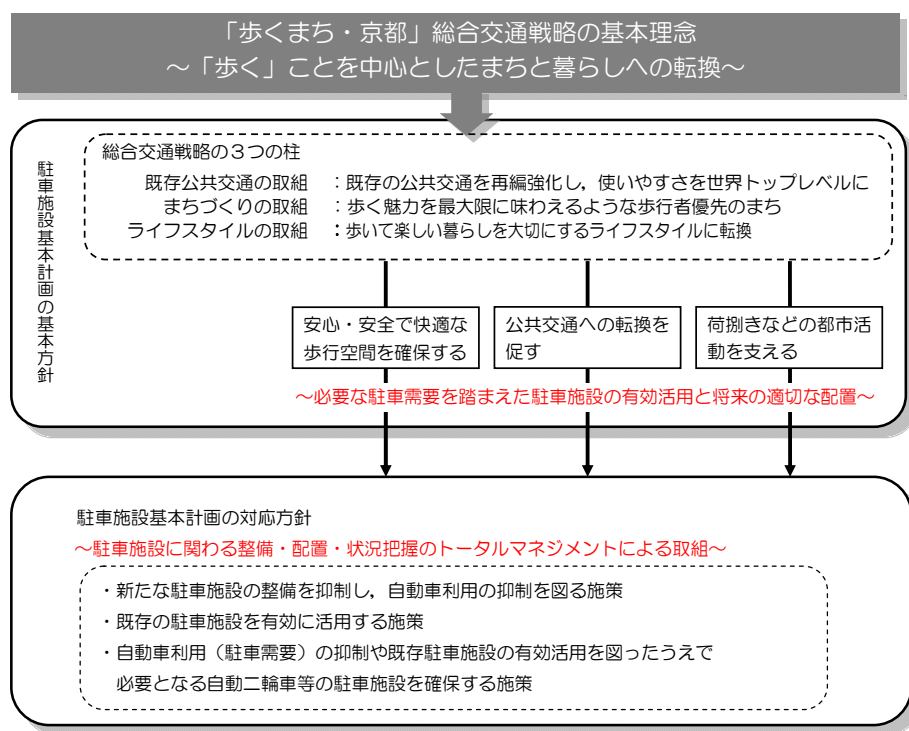 「歩くまち・京都」総合交通戦略の基本理念
～「歩く」ことを中心としたまちと暮らしへの転換～
駐車施設基本計画の基本方針
総合交通戦略の３つの柱
既存公共交通の取組　：既存の公共交通を再編強化し，使いやすさを世界トップレベルに
まちづくりの取組　：歩く魅力を最大限に味わえるような歩行者優先のまち
ライフスタイルの取組　：歩いて楽しい暮らしを大切にするライフスタイルに転換
安心・安全で快適な
歩行空間を確保する
公共交通への転換を
促す
荷捌きなどの都市活
動を支える
～必要な駐車需要を踏まえた駐車施設の有効活用と将来の適切な配置～
駐車施設基本計画の対応方針
～駐車施設に関わる整備・配置・状況把握のトータルマネジメントによる取組～
・新たな駐車施設の整備を抑制し，自動車利用の抑制を図る施策
・既存の駐車施設を有効に活用する施策
・自動車利用（駐車需要）の抑制や既存駐車施設の有効活用を図ったうえで
必要となる自動二輪車等の駐車施設を確保する施策